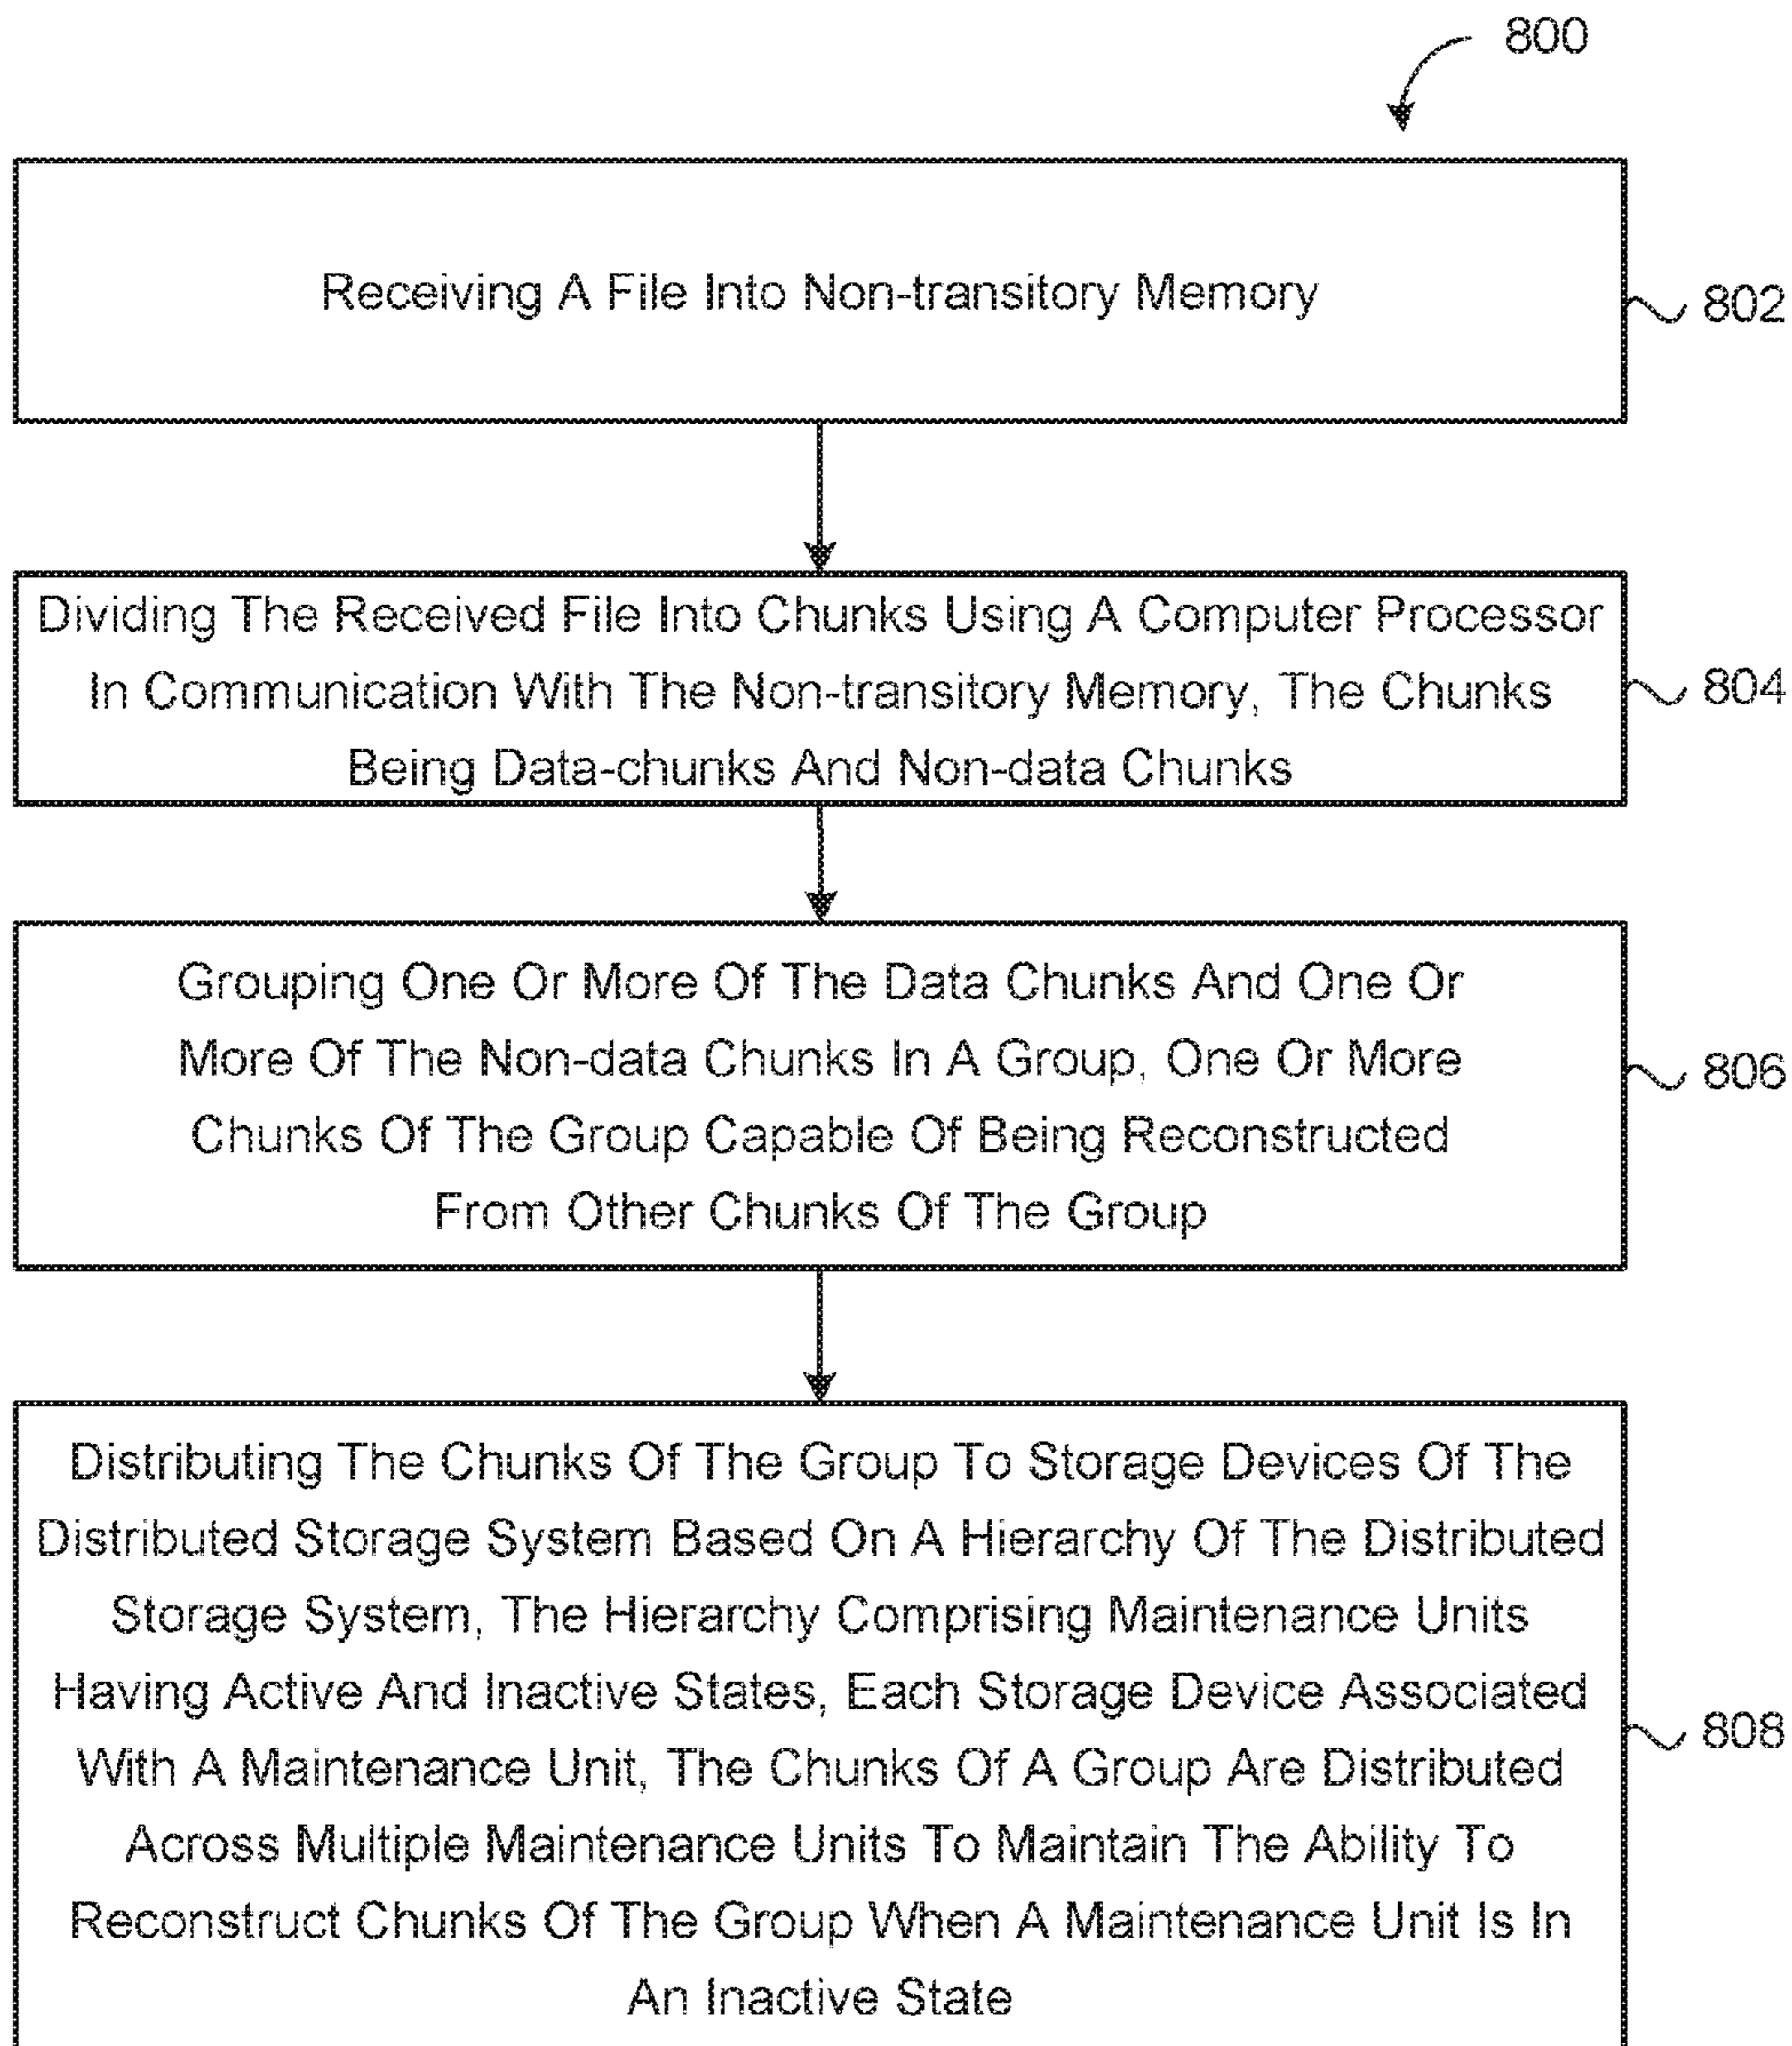 800
Receiving A File Into Non-transitory Memory
802
Dividing The Received File Into Chunks Using A Computer Processor
In Communication With The Non-transitory Memory, The Chunks
Being Data-chunks And Non-data Chunks
804
Grouping One Or More Of The Data Chunks And One Or
More Of The Non-data Chunks In A Group, One Or More
Chunks Of The Group Capable Of Being Reconstructed
From Other Chunks Of The Group
806
Distributing The Chunks Of The Group To Storage Devices Of The
Distributed Storage System Based On A Hierarchy Of The Distributed
Storage System, The Hierarchy Comprising Maintenance Units
Having Active And Inactive States, Each Storage Device Associated
With A Maintenance Unit, The Chunks Of A Group Are Distributed
Across Multiple Maintenance Units To Maintain The Ability To
Reconstruct Chunks Of The Group When A Maintenance Unit Is In
An Inactive State
808